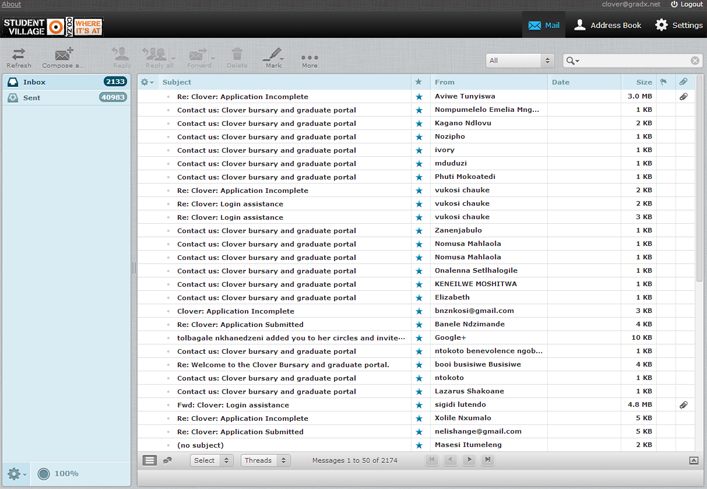 About
clover@gradx.net Logout
STUDENT VILLAGE ZONE WHERE IT'S AT
Mail Address Book Settings
Refresh Compose a... Reply Reply all Forward Delete Mark More
All
Inbox 2133
Sent 40983
Subject From Date Size
Re: Clover: Application Incomplete Aviwe Tunyiswa 3.0 MB
Contact us: Clover bursary and graduate portal Nompumelelo Emelia Mng... 1 KB
Contact us: Clover bursary and graduate portal Kagano Ndlovu 2 KB
Contact us: Clover bursary and graduate portal Nozipho 1 KB
Contact us: Clover bursary and graduate portal ivory 1 KB
Contact us: Clover bursary and graduate portal mduduzi 1 KB
Contact us: Clover bursary and graduate portal Phuti Mokoatedi 1 KB
Re: Clover: Application Incomplete vukosi chauke 2 KB
Re: Clover: Login assistance vukosi chauke 2 KB
Re: Clover: Login assistance vukosi chauke 3 KB
Contact us: Clover bursary and graduate portal Zanenjabulo 1 KB
Contact us: Clover bursary and graduate portal Nomusa Mahlaola 1 KB
Contact us: Clover bursary and graduate portal Nomusa Mahlaola 1 KB
Contact us: Clover bursary and graduate portal Onalenna Setlhalogile 1 KB
Contact us: Clover bursary and graduate portal KENEILWE MOSHITWA 1 KB
Contact us: Clover bursary and graduate portal Elizabeth 1 KB
Clover: Application Incomplete bnznkosi@gmail.com 3 KB
Re: Clover: Application Submitted Banele Ndzimande 4 KB
tolbagale nkhanedzeni added you to her circles and invite... Google+ 10 KB
Contact us: Clover bursary and graduate portal ntokoto benevolence ngob... 1 KB
Re: Welcome to the Clover Bursary and Graduate portal. booi busisiwe Busisiwe 4 KB
Contact us: Clover bursary and graduate portal ntokoto 1 KB
Contact us: Clover bursary and graduate portal Lazarus Shakoane 1 KB
Fwd: Clover: Login assistance sigidi lutendo 4.8 MB
Re: Clover: Application Incomplete Xolile Nxumalo 5 KB
Re: Clover: Application Submitted nelishange@gmail.com 5 KB
(no subject) Masesi Itumeleng 2 KB
100% Select Threads Messages 1 to 50 of 2174